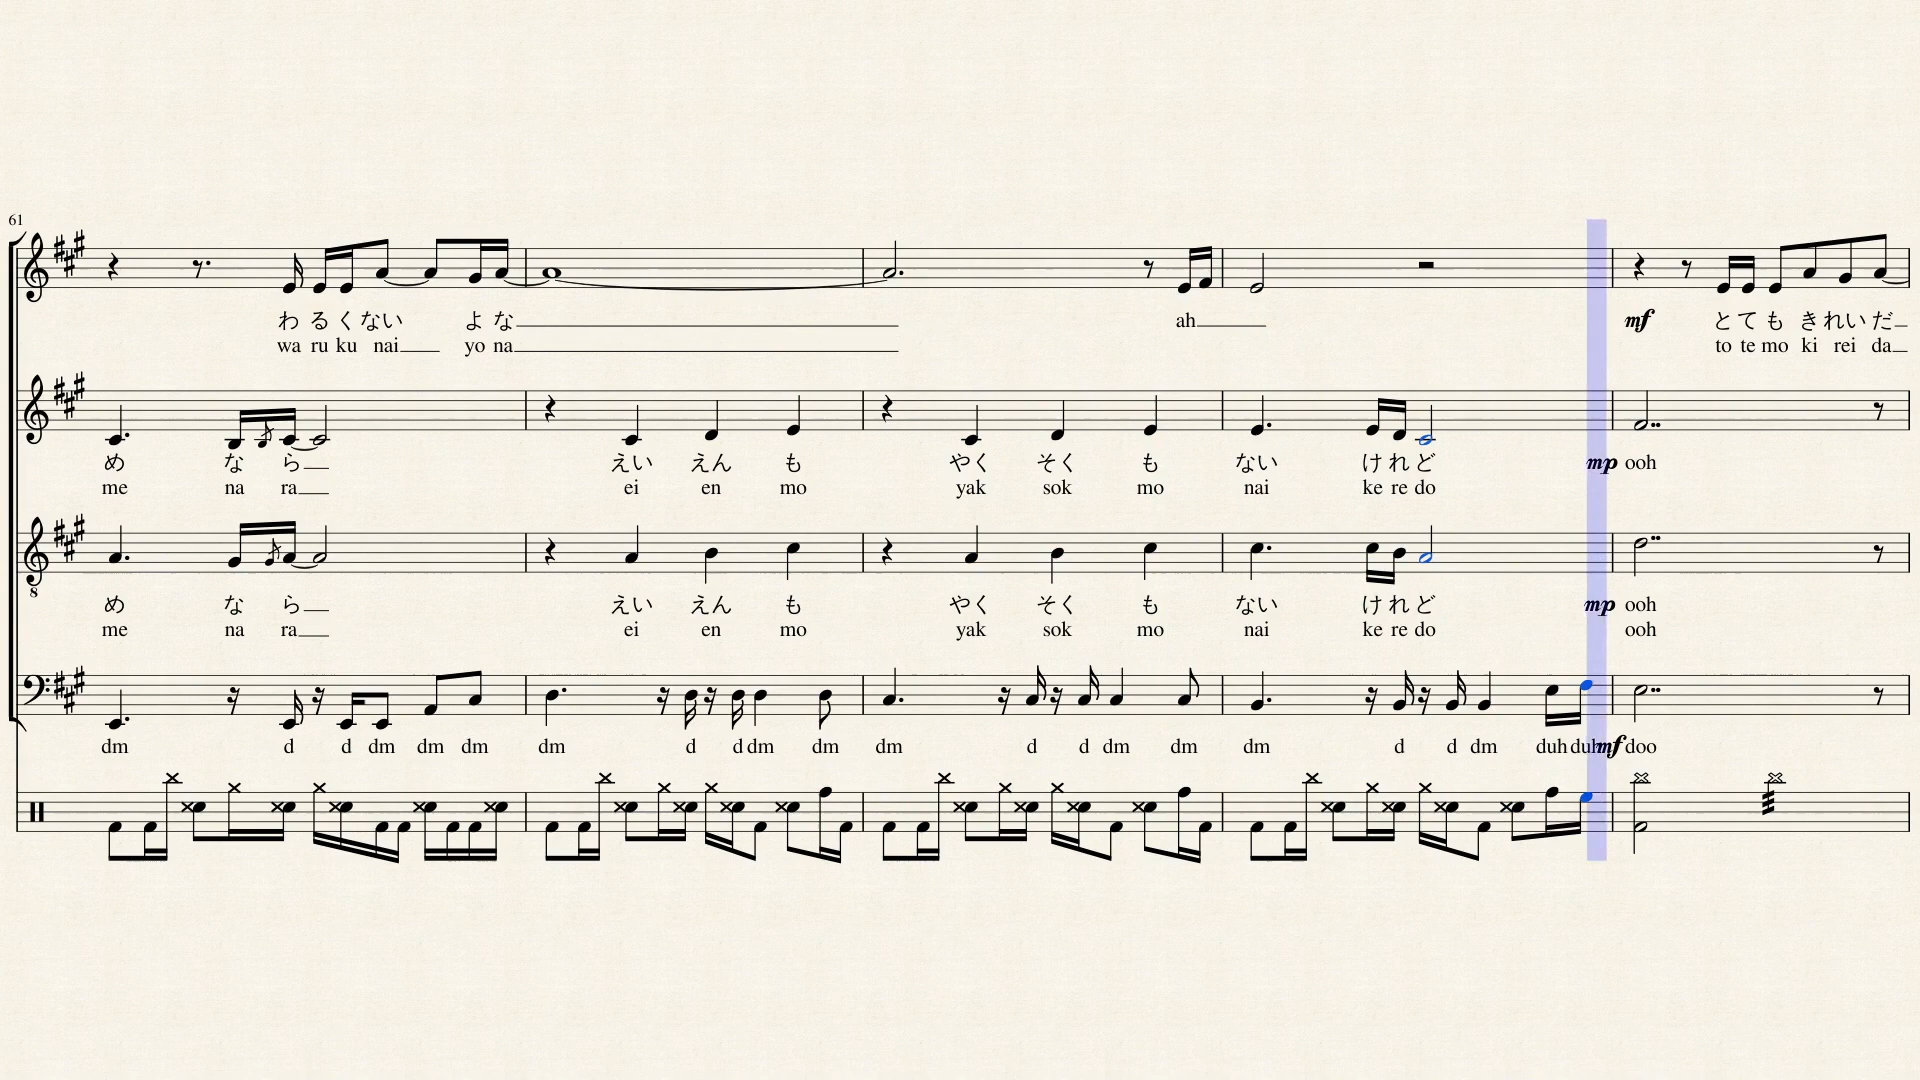 61
わ る く ない よ な ah mf と て も き れい だ
wa ru ku nai yo na to te mo ki rei da
め な ら えい えん も やく そく も ない け れ ど mp ooh
me na ra ei en mo yak sok mo nai ke re do
8
め な ら えい えん も やく そく も ない け れ ど mp ooh
me na ra ei en mo yak sok mo nai ke re do ooh
dm d d dm dm dm dm d d dm dm dm d d dm dm dm d d dm duh duh mf doo